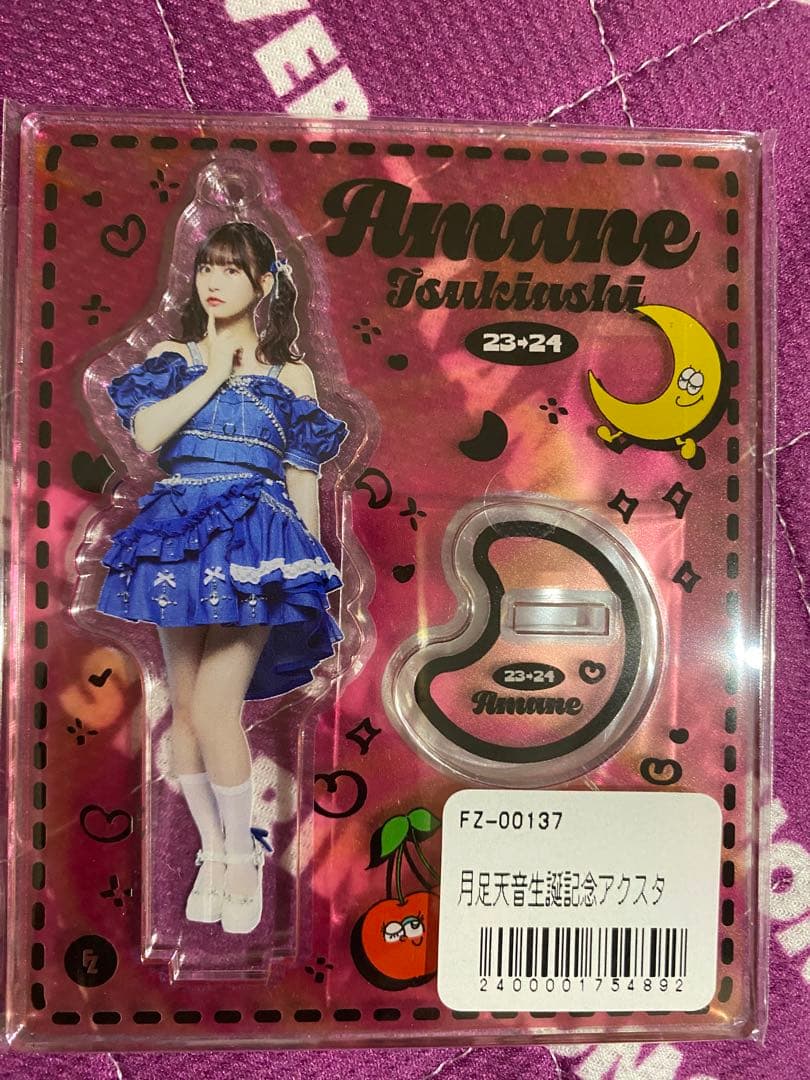 Amane
Tsukiashi
23→24
23→24
Amane
FZ-00137
月足天音生誕記念アクスタ
2400001754892
FZ